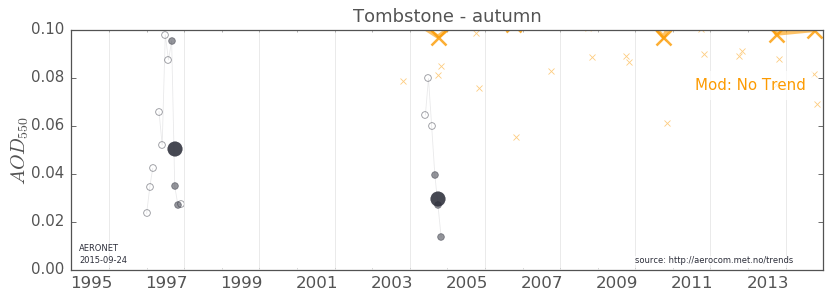 Tombstone - autumn
0.10
0.08
0.06
0.04
0.02
0.00
AOD550
Mod: No Trend
AERONET
2015-09-24
source: http://aerocom.met.no/trends
1995 1997 1999 2001 2003 2005 2007 2009 2011 2013